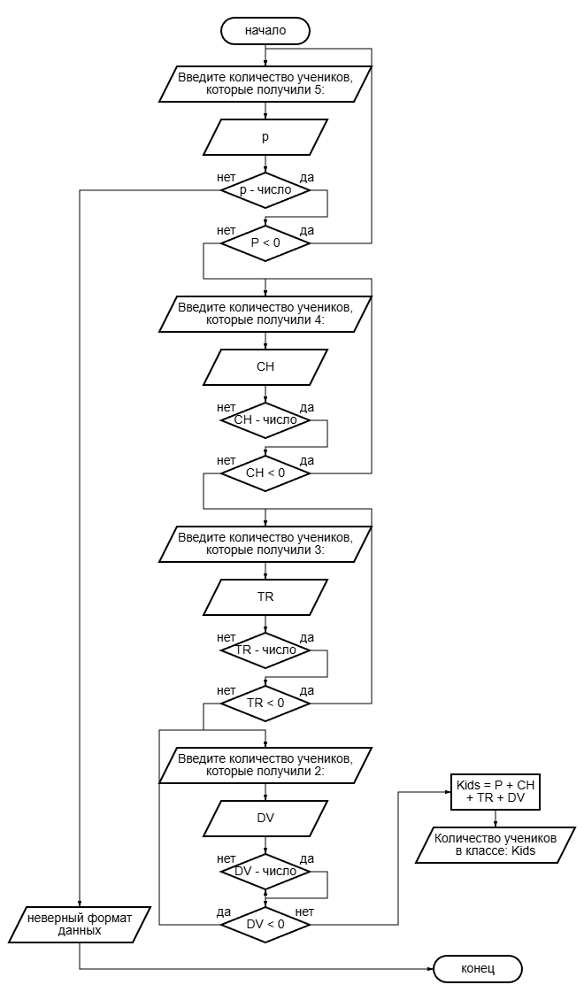 начало
Введите количество учеников,
которые получили 5:
p
нет
да
p - число
нет
да
P < 0
Введите количество учеников,
которые получили 4:
CH
нет
да
CH - число
нет
да
CH < 0
Введите количество учеников,
которые получили 3:
TR
нет
да
TR - число
нет
да
TR < 0
Введите количество учеников,
которые получили 2:
Kids = P + CH
+ TR + DV
DV
Количество учеников
в классе: Kids
нет
да
DV - число
да
нет
DV < 0
неверный формат
данных
конец